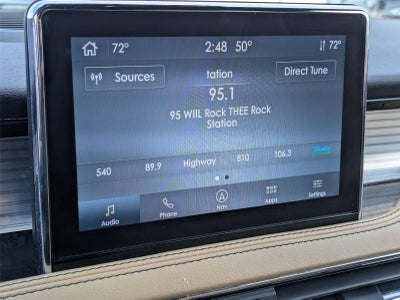 72° 2:48 50° 72°
Sources tation Direct Tune
95.1
95 WIIL Rock THEE Rock
Station
540 89.9 Highway 810 106.3
Audio Phone Nav Apps Settings